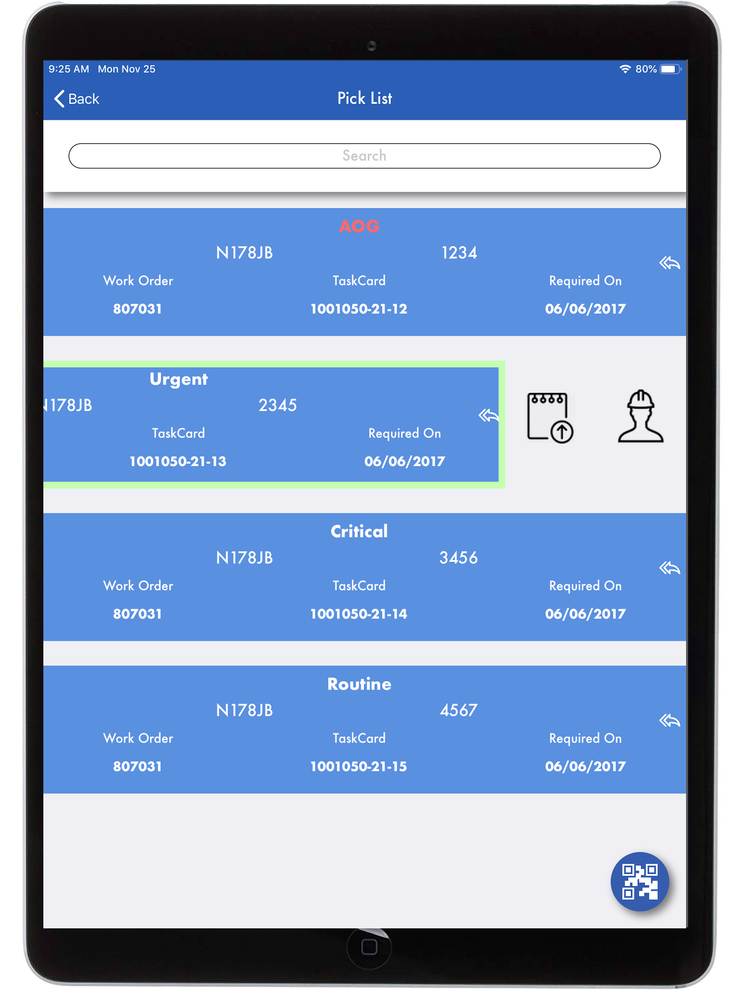 9:25 AM Mon Nov 25 80%
Back Pick List
Search
AOG
N178JB 1234
Work Order TaskCard Required On
807031 1001050-21-12 06/06/2017
Urgent
178JB 2345
TaskCard Required On
1001050-21-13 06/06/2017
Critical
N178JB 3456
Work Order TaskCard Required On
807031 1001050-21-14 06/06/2017
Routine
N178JB 4567
Work Order TaskCard Required On
807031 1001050-21-15 06/06/2017